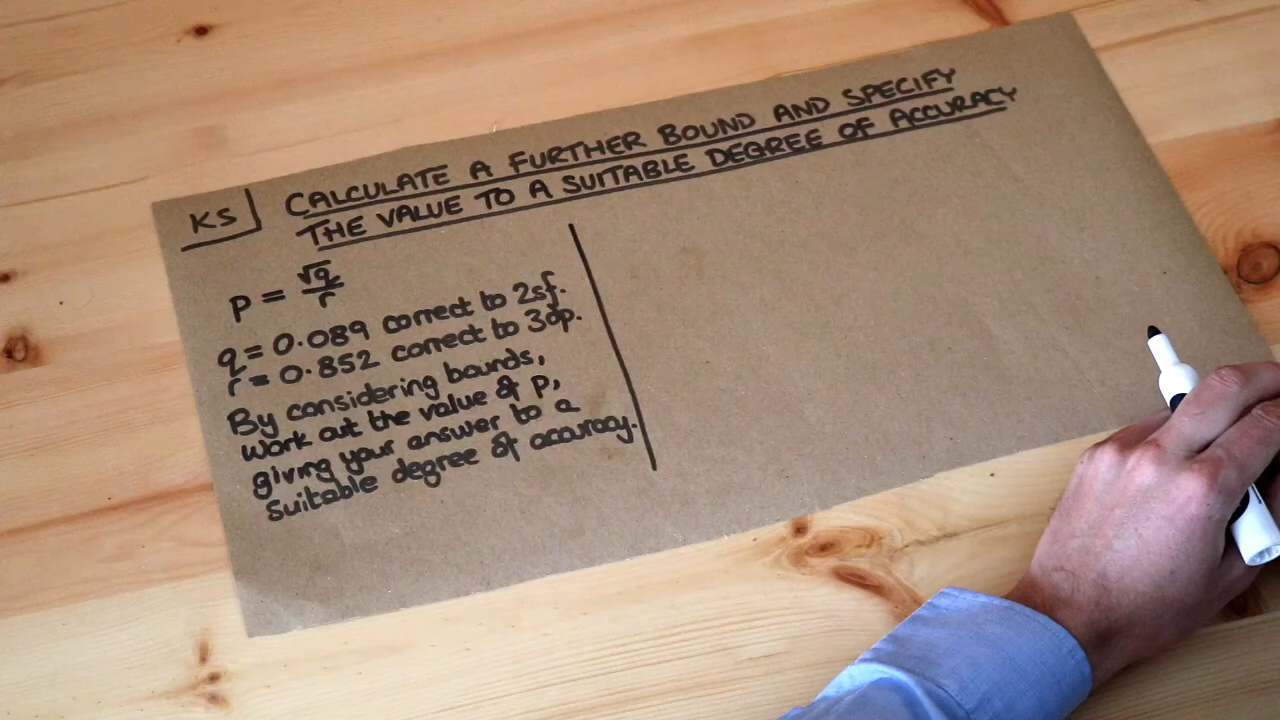 KS
CALCULATE A FURTHER BOUND AND SPECIFY
THE VALUE TO A SUITABLE DEGREE OF ACCURACY
P = √q/r
q = 0.089 correct to 2sf.
r = 0.852 correct to 3dp.
By considering bounds,
work out the value of P,
giving your answer to a
suitable degree of accuracy.